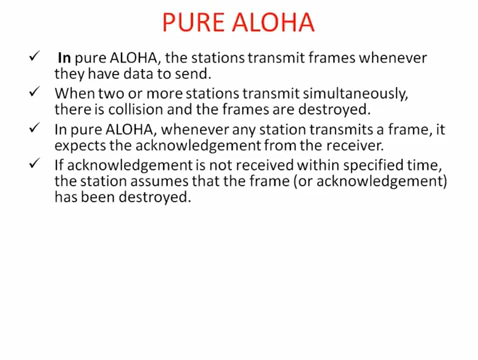 PURE ALOHA
✓ In pure ALOHA, the stations transmit frames whenever
they have data to send.
✓ When two or more stations transmit simultaneously,
there is collision and the frames are destroyed.
✓ In pure ALOHA, whenever any station transmits a frame, it
expects the acknowledgement from the receiver.
✓ If acknowledgement is not received within specified time,
the station assumes that the frame (or acknowledgement)
has been destroyed.